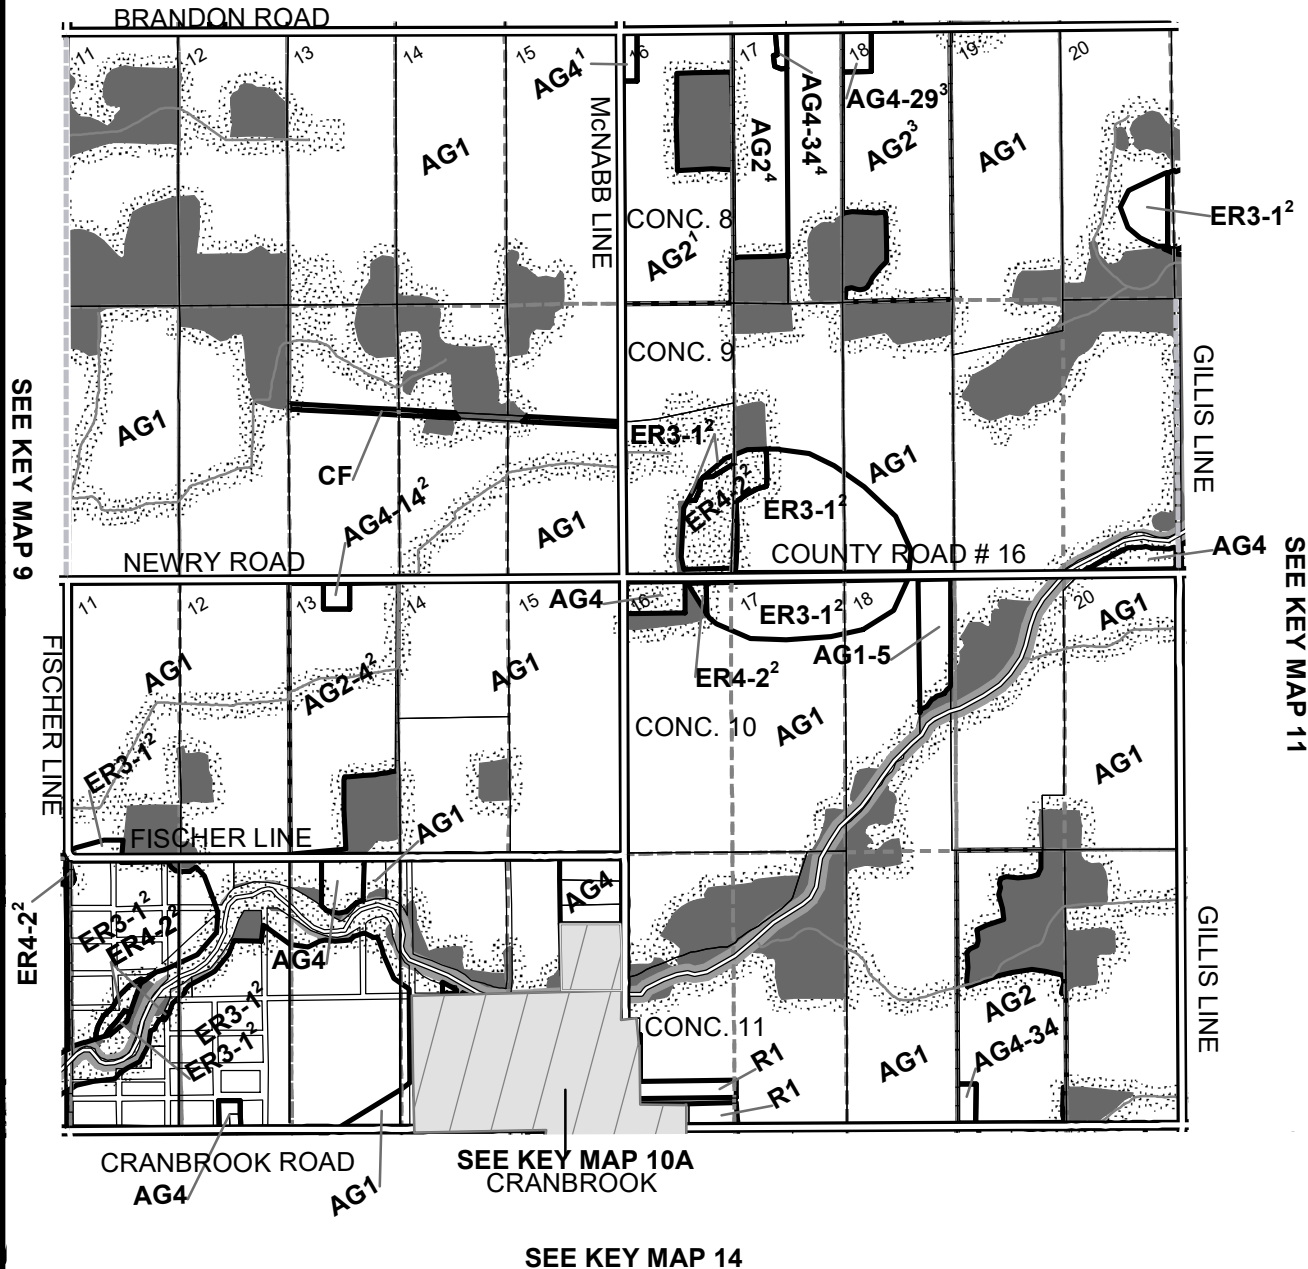 BRANDON ROAD
11
12
13
14
15
16
17
18
19
20
AG4¹
McNABB LINE
AG1
AG2⁴
AG4-34⁴
AG4-29³
AG2³
AG1
ER3-1²
CONC. 8
AG2¹
CONC. 9
GILLIS LINE
SEE KEY MAP 9
AG1
CF
AG4-14²
AG1
ER3-1²
ER4-2²
ER3-1²
AG1
NEWRY ROAD
COUNTY ROAD # 16
AG4
SEE KEY MAP 11
11
12
13
14
15
AG4
16
17
18
20
ER3-1²
AG1
AG1-5
ER4-2²
FISCHER LINE
AG1
AG2-4²
AG1
CONC. 10
AG1
AG1
ER3-1²
FISCHER LINE
AG1
AG4
ER4-2²
ER3-1²
ER4-2²
AG4
ER3-1²
ER3-1²
GILLIS LINE
AG2
CONC. 11
AG4-34
AG1
R1
R1
CRANBROOK ROAD
AG4
AG1
SEE KEY MAP 10A
CRANBROOK
SEE KEY MAP 14